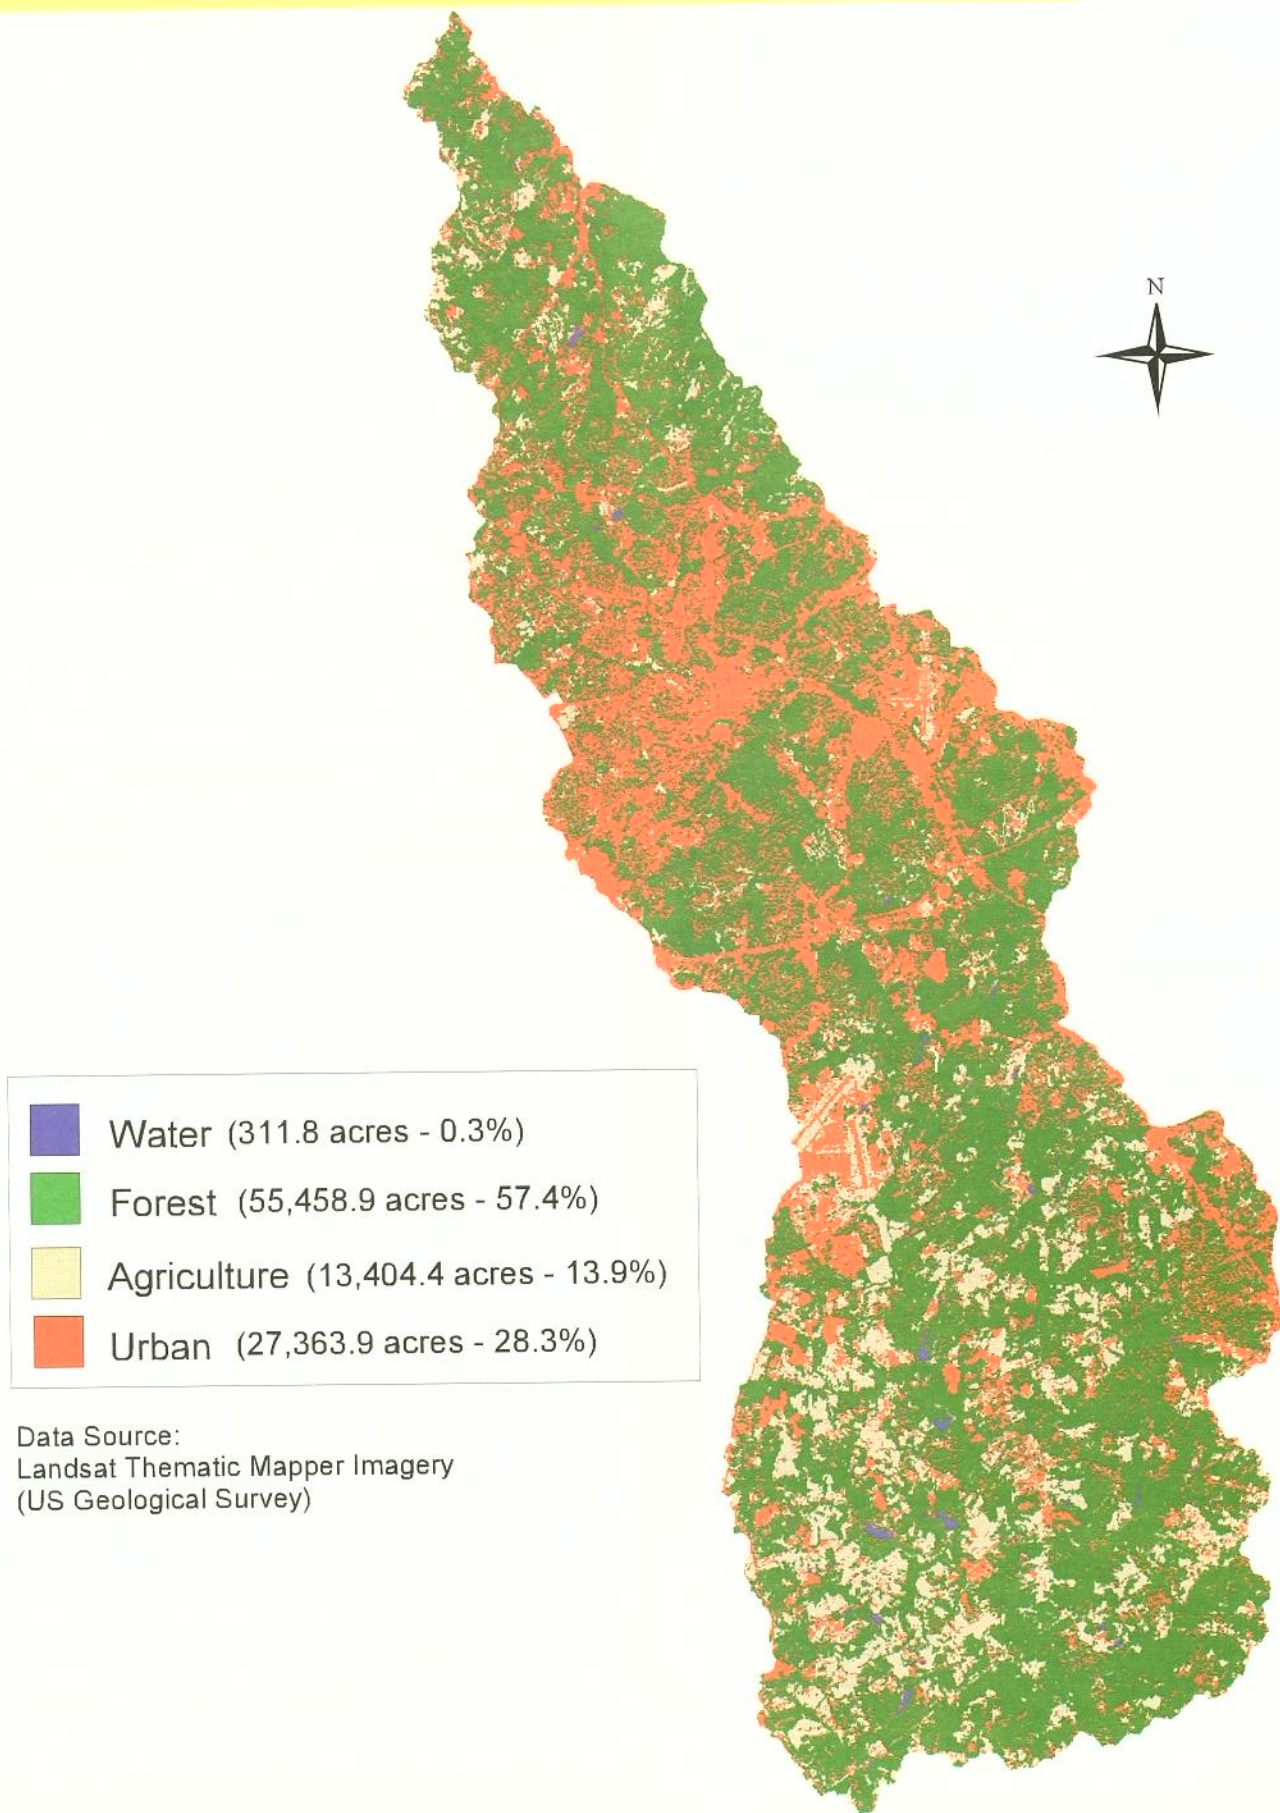 N
Water (311.8 acres - 0.3%)
Forest (55,458.9 acres - 57.4%)
Agriculture (13,404.4 acres - 13.9%)
Urban (27,363.9 acres - 28.3%)
Data Source:
Landsat Thematic Mapper Imagery
(US Geological Survey)